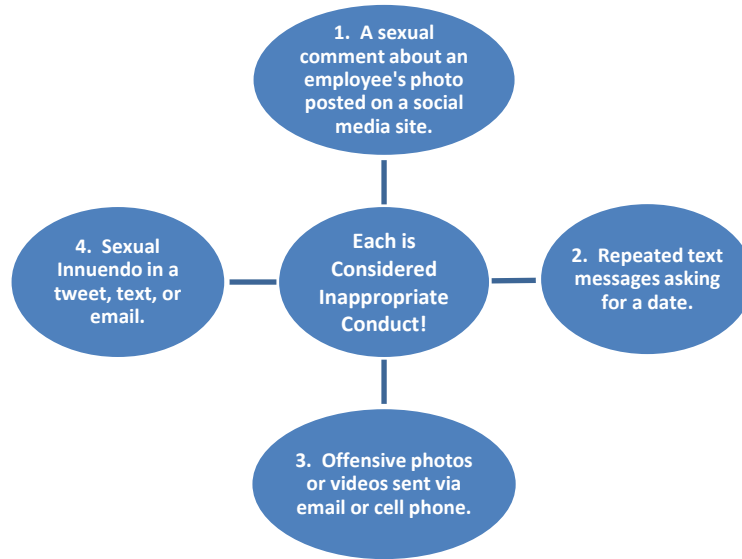 1.  A sexual
comment about an
employee's photo
posted on a social
media site.
4.  Sexual
Innuendo in a
tweet, text, or
email.
Each is
Considered
Inappropriate
Conduct!
2.  Repeated text
messages asking
for a date.
3.  Offensive photos
or videos sent via
email or cell phone.